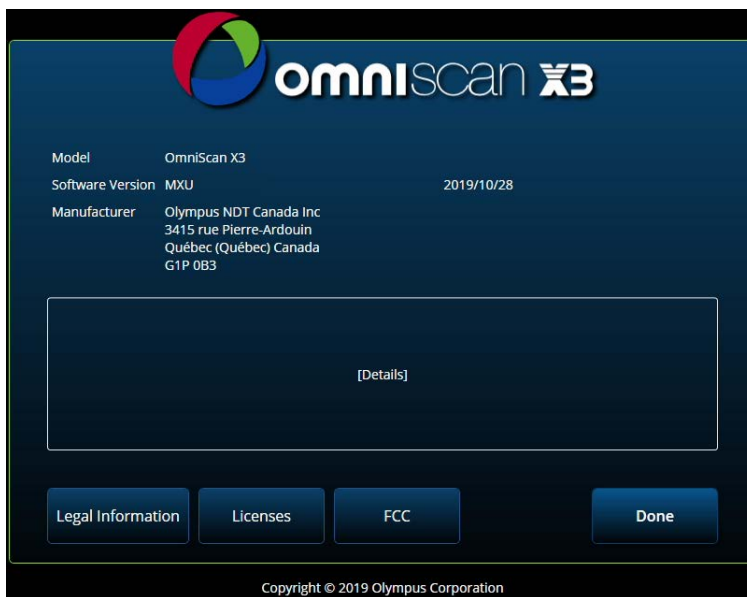 omniscan X3
Model OmniScan X3
Software Version MXU 2019/10/28
Manufacturer Olympus NDT Canada Inc
3415 rue Pierre-Ardouin
Québec (Québec) Canada
G1P 0B3
[Details]
Legal Information Licenses FCC Done
Copyright © 2019 Olympus Corporation